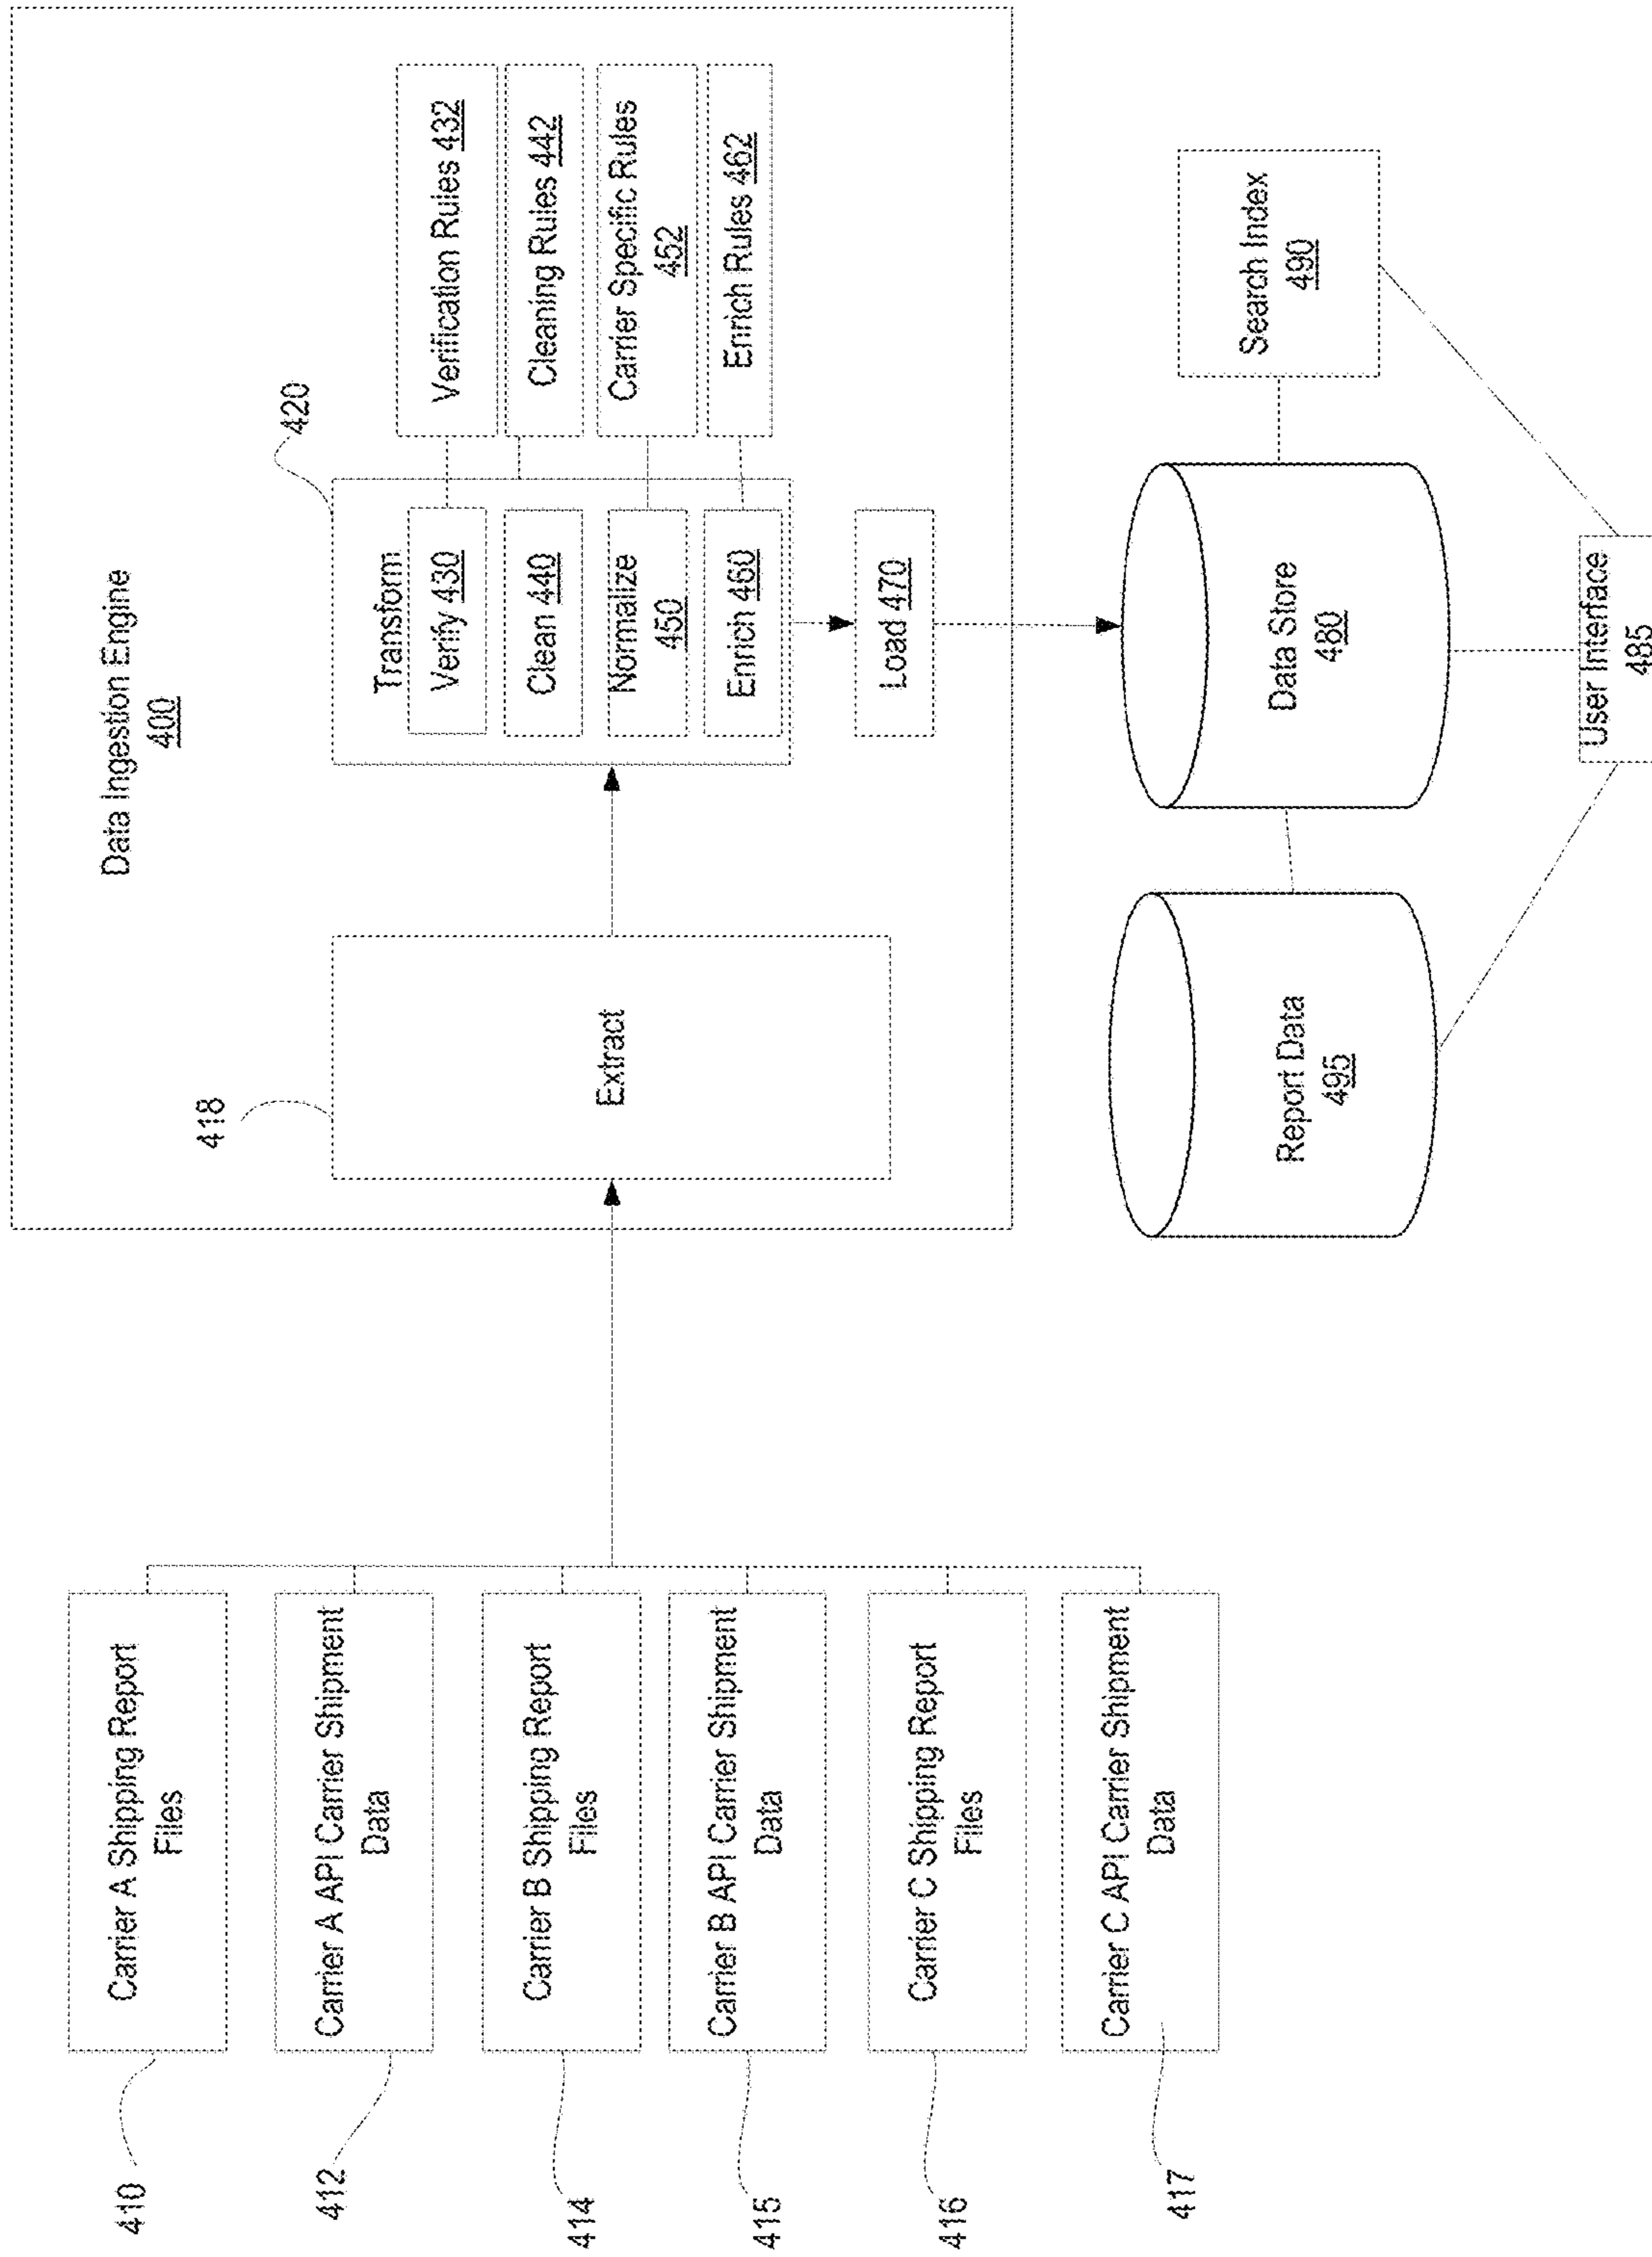 Data Ingestion Engine
400
410
Carrier A Shipping Report
Files
412
Carrier A API Carrier Shipment
Data
414
Carrier B Shipping Report
Files
415
Carrier B API Carrier Shipment
Data
416
Carrier C Shipping Report
Files
417
Carrier C API Carrier Shipment
Data
418
Extract
420
Transform
Verify 430
Clean 440
Normalize
450
Enrich 460
Verification Rules 432
Cleaning Rules 442
Carrier Specific Rules
452
Enrich Rules 462
Load 470
Report Data
495
Data Store
480
Search Index
490
User Interface
485